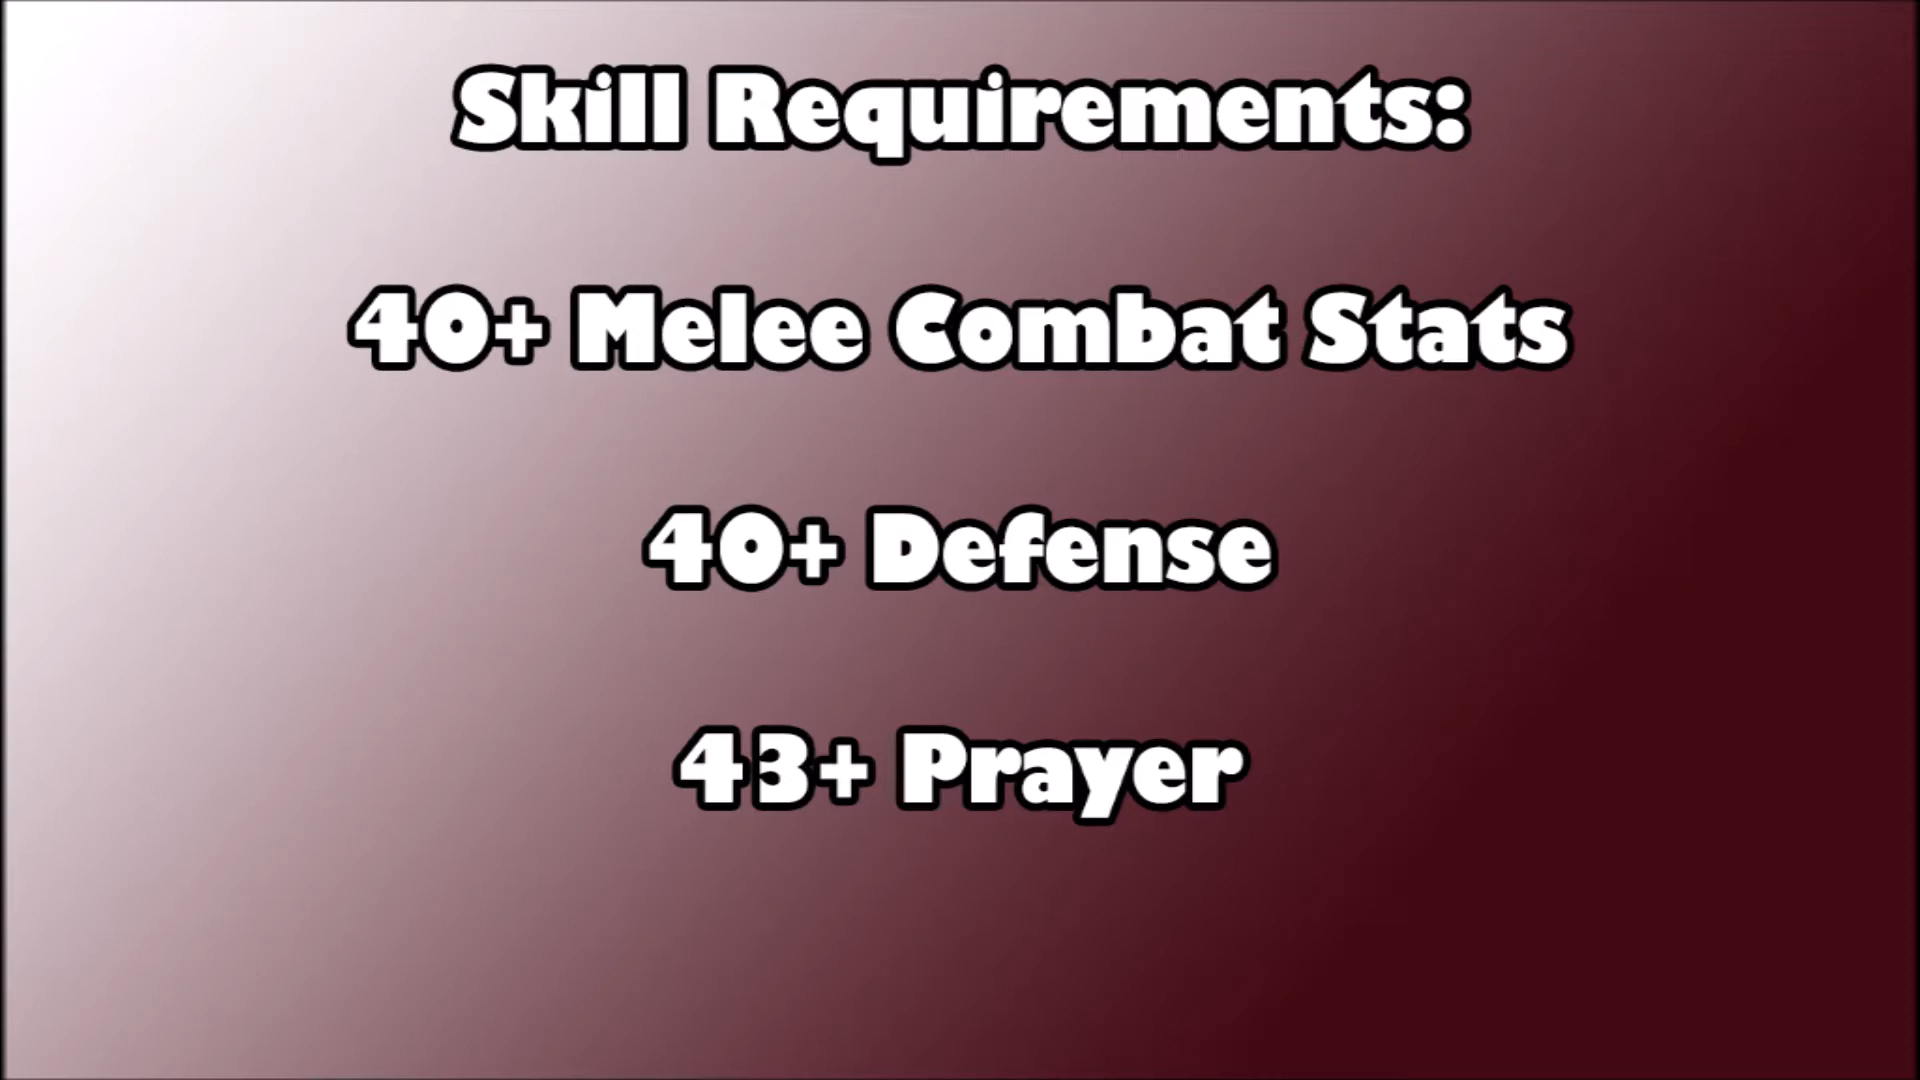 Skill Requirements:
40+ Melee Combat Stats
40+ Defense
43+ Prayer